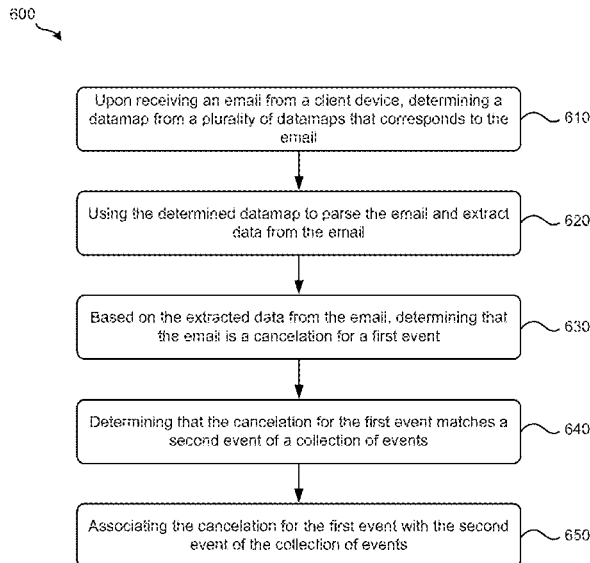 600
Upon receiving an email from a client device, determining a
datamap from a plurality of datamaps that corresponds to the
email
610
Using the determined datamap to parse the email and extract
data from the email
620
Based on the extracted data from the email, determining that
the email is a cancelation for a first event
630
Determining that the cancelation for the first event matches a
second event of a collection of events
640
Associating the cancelation for the first event with the second
event of the collection of events
650